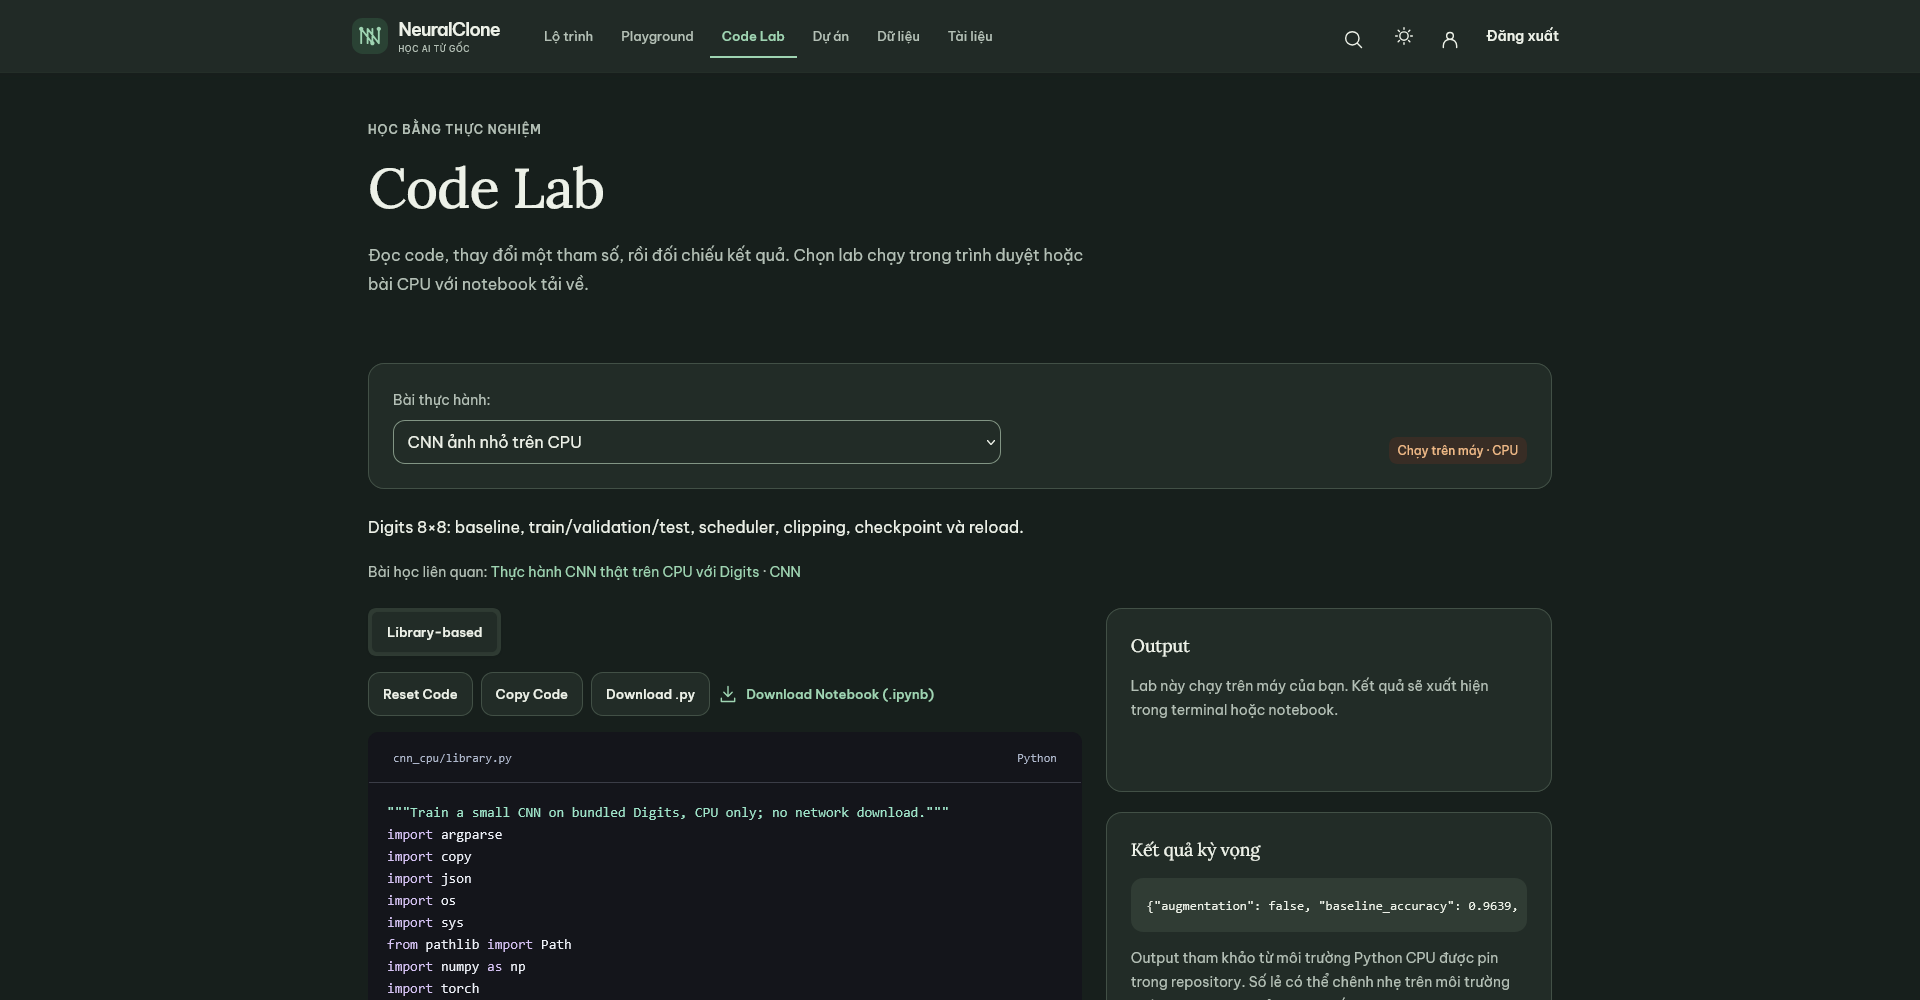 NeuralClone
HỌC AI TỪ GỐC
Lộ trình
Playground
Code Lab
Dự án
Dữ liệu
Tài liệu
Đăng xuất
HỌC BẰNG THỰC NGHIỆM
Code Lab
Đọc code, thay đổi một tham số, rồi đối chiếu kết quả. Chọn lab chạy trong trình duyệt hoặc
bài CPU với notebook tải về.
Bài thực hành:
CNN ảnh nhỏ trên CPU
Chạy trên máy · CPU
Digits 8×8: baseline, train/validation/test, scheduler, clipping, checkpoint và reload.
Bài học liên quan: Thực hành CNN thật trên CPU với Digits · CNN
Library-based
Reset Code
Copy Code
Download .py
Download Notebook (.ipynb)
cnn_cpu/library.py
Python
"""Train a small CNN on bundled Digits, CPU only; no network download."""
import argparse
import copy
import json
import os
import sys
from pathlib import Path
import numpy as np
import torch
Output
Lab này chạy trên máy của bạn. Kết quả sẽ xuất hiện
trong terminal hoặc notebook.
Kết quả kỳ vọng
{"augmentation": false, "baseline_accuracy": 0.9639,
Output tham khảo từ môi trường Python CPU được pin
trong repository. Số lẻ có thể chênh nhẹ trên môi trường